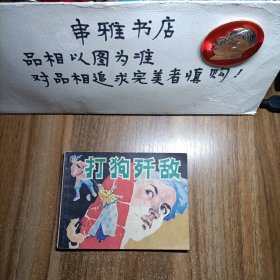 串雅书店
品相以图为准
对品相追求完美者慎购！
打狗歼敌